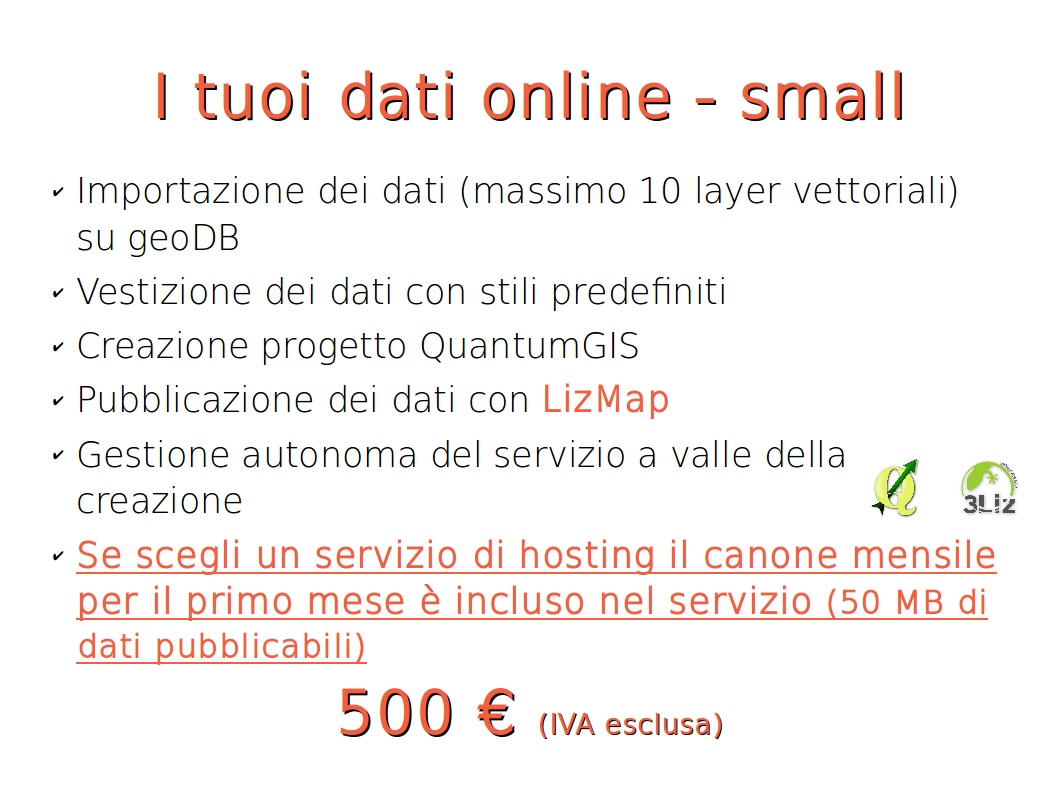 I tuoi dati online - small
✔ Importazione dei dati (massimo 10 layer vettoriali)
su geoDB
✔ Vestizione dei dati con stili predefiniti
✔ Creazione progetto QuantumGIS
✔ Pubblicazione dei dati con LizMap
✔ Gestione autonoma del servizio a valle della
creazione
3Liz
✔ Se scegli un servizio di hosting il canone mensile
per il primo mese è incluso nel servizio (50 MB di
dati pubblicabili)
500 € (IVA esclusa)